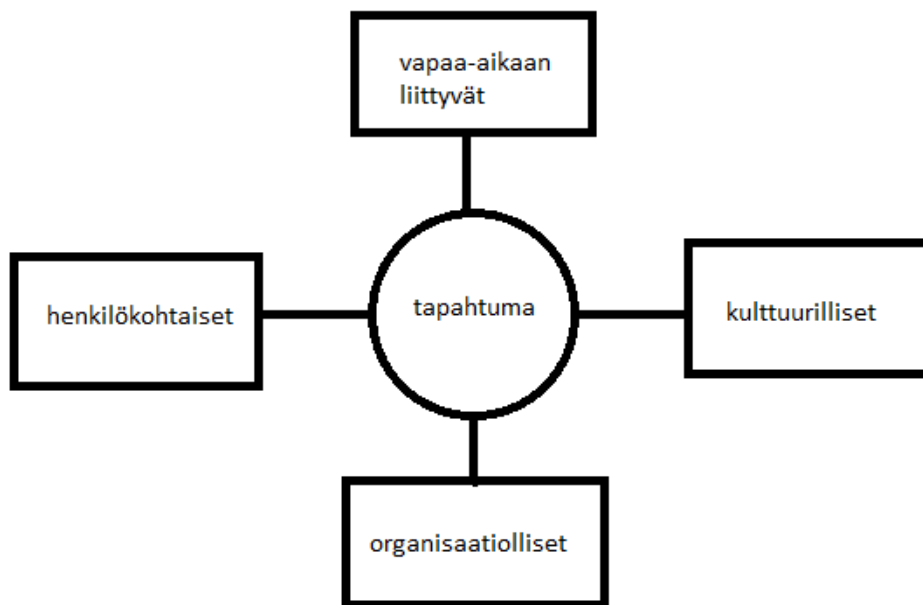 vapaa-aikaan
liittyvät
henkilökohtaiset
tapahtuma
kulttuurilliset
organisaatiolliset